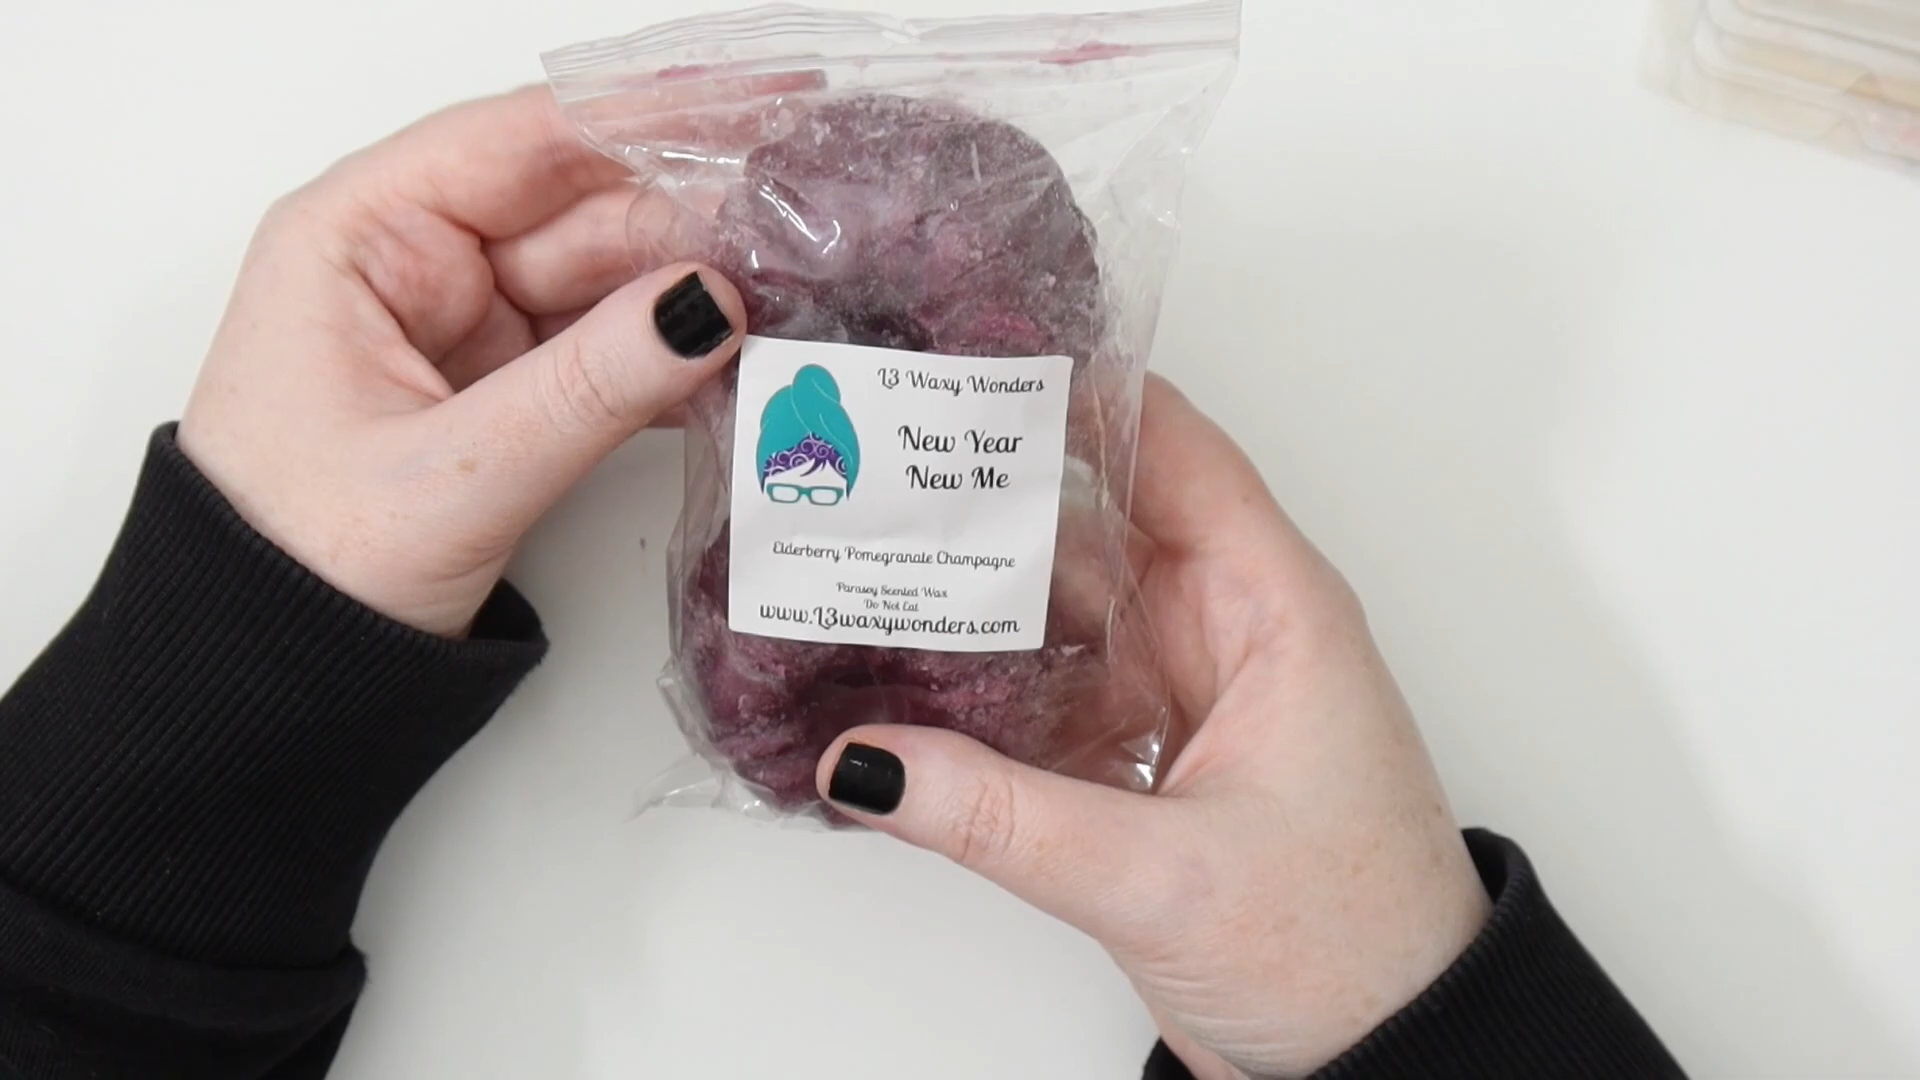 L3 Waxy Wonders
New Year
New Me
Elderberry Pomegranate Champagne
Parasoy Scented Wax
Do Not Eat
www.L3waxywonders.com